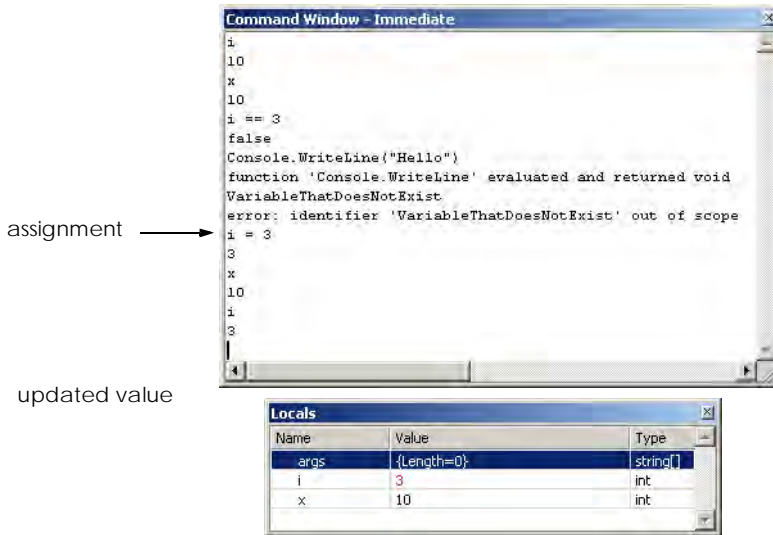 Command Window - Immediate
i
10
x
10
i == 3
false
Console.WriteLine("Hello")
function 'Console.WriteLine' evaluated and returned void
VariableThatDoesNotExist
error: identifier 'VariableThatDoesNotExist' out of scope
assignment
i = 3
3
x
10
i
3
updated value
Locals
Name Value Type
args {Length=0} string[]
i 3 int
x 10 int